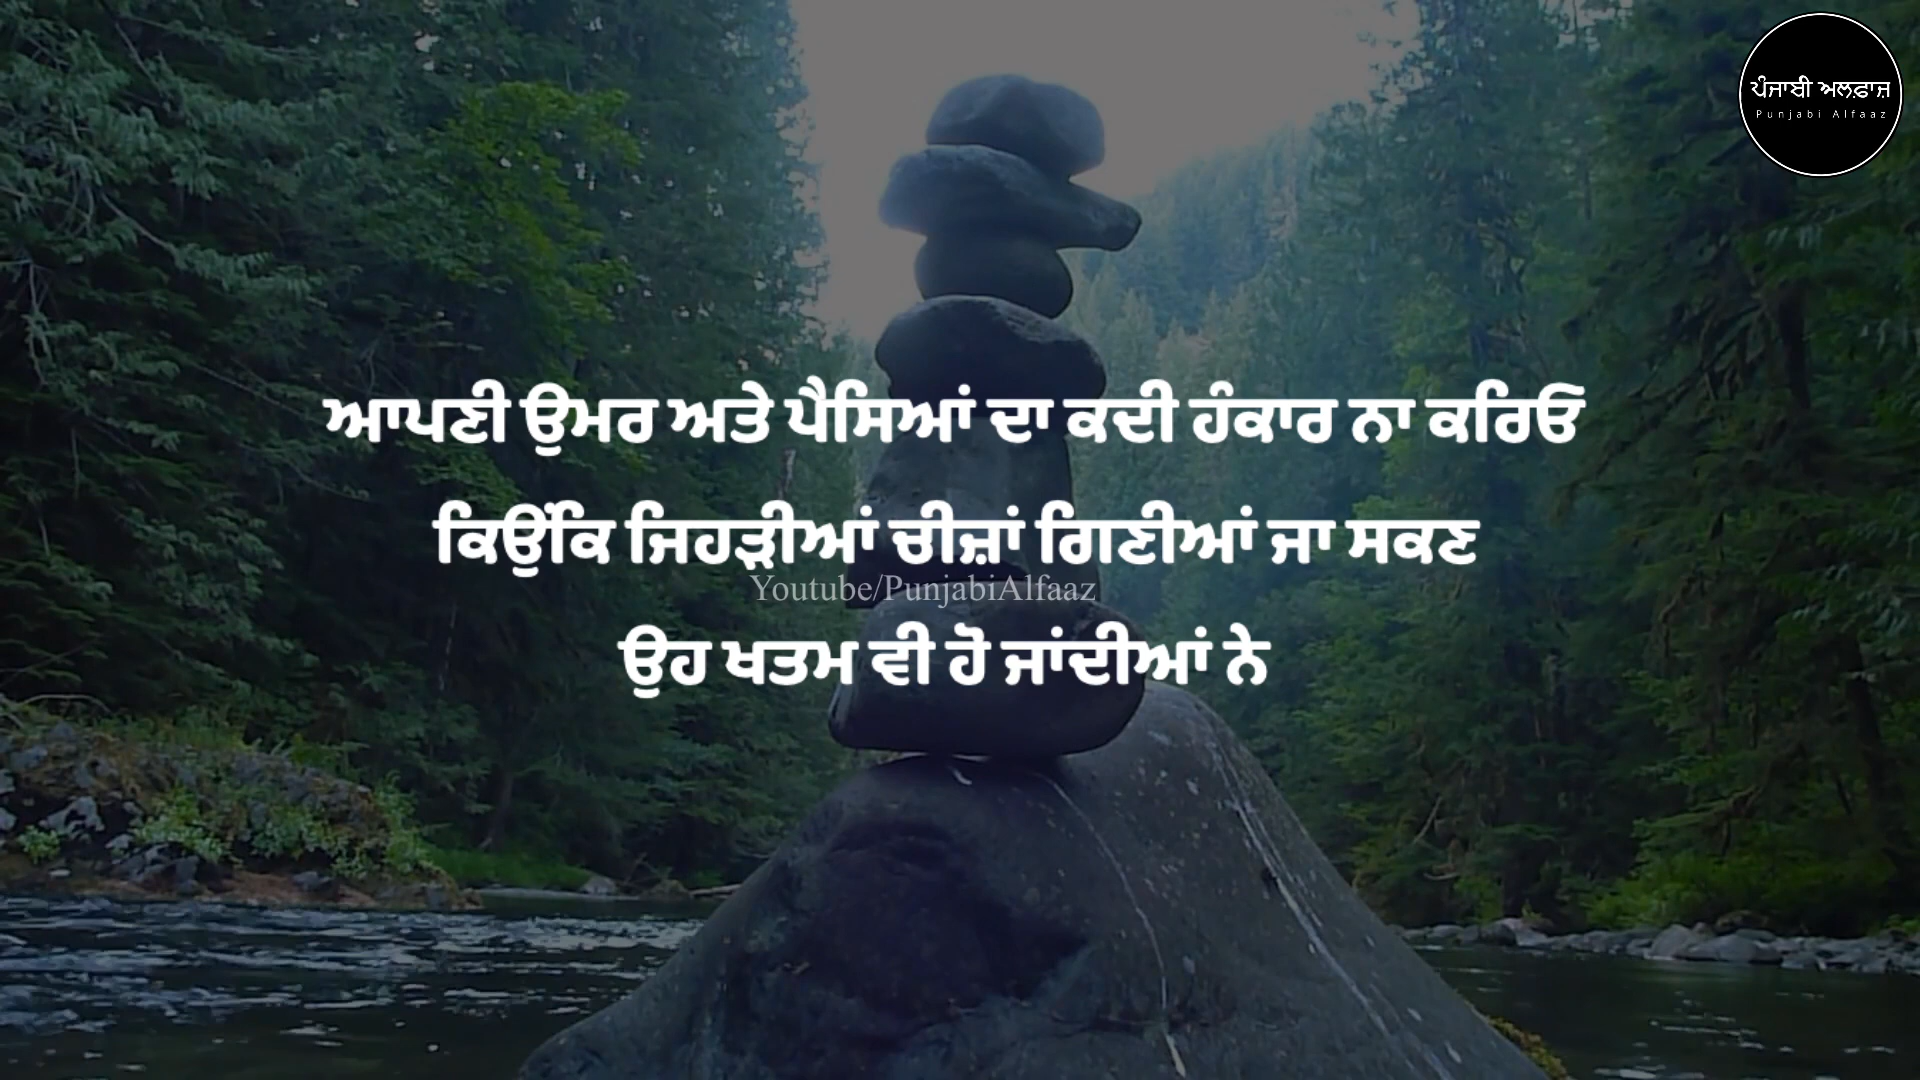 ਪੰਜਾਬੀ ਅਲਫ਼ਾਜ਼
Punjabi Alfaaz
ਆਪਣੀ ਉਮਰ ਅਤੇ ਪੈਸਿਆਂ ਦਾ ਕਦੀ ਹੰਕਾਰ ਨਾ ਕਰਿਓ
ਕਿਉਂਕਿ ਜਿਹੜੀਆਂ ਚੀਜ਼ਾਂ ਗਿਣੀਆਂ ਜਾ ਸਕਣ
Youtube/PunjabiAlfaaz
ਉਹ ਖਤਮ ਵੀ ਹੋ ਜਾਂਦੀਆਂ ਨੇ